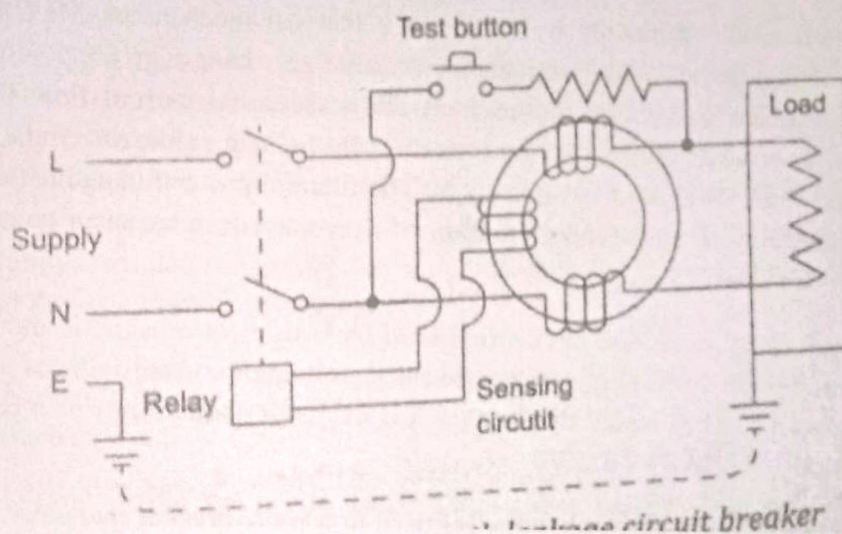 Test button
Load
L
Supply
N
E
Relay
Sensing
circutit
leakage circuit breaker